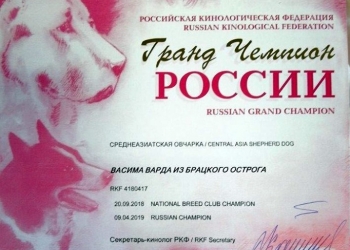 РОССИЙСКАЯ КИНОЛОГИЧЕСКАЯ ФЕДЕРАЦИЯ
RUSSIAN KINOLOGICAL FEDERATION
Гранд Чемпион
РОССИИ
RUSSIAN GRAND CHAMPION
СРЕДНЕАЗИАТСКАЯ ОВЧАРКА / CENTRAL ASIA SHEPHERD DOG
ВАСИМА ВАРДА ИЗ БРАЦКОГО ОСТРОГА
RKF 4180417
20.09.2018 NATIONAL BREED CLUB CHAMPION
09.04.2019 RUSSIAN CHAMPION
Секретарь-кинолог РКФ / RKF Secretary